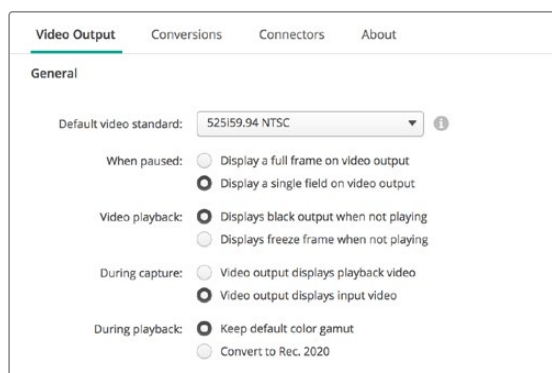 Video Output Conversions Connectors About
General
Default video standard: 525i59.94 NTSC
When paused: Display a full frame on video output
Display a single field on video output
Video playback: Displays black output when not playing
Displays freeze frame when not playing
During capture: Video output displays playback video
Video output displays input video
During playback: Keep default color gamut
Convert to Rec. 2020